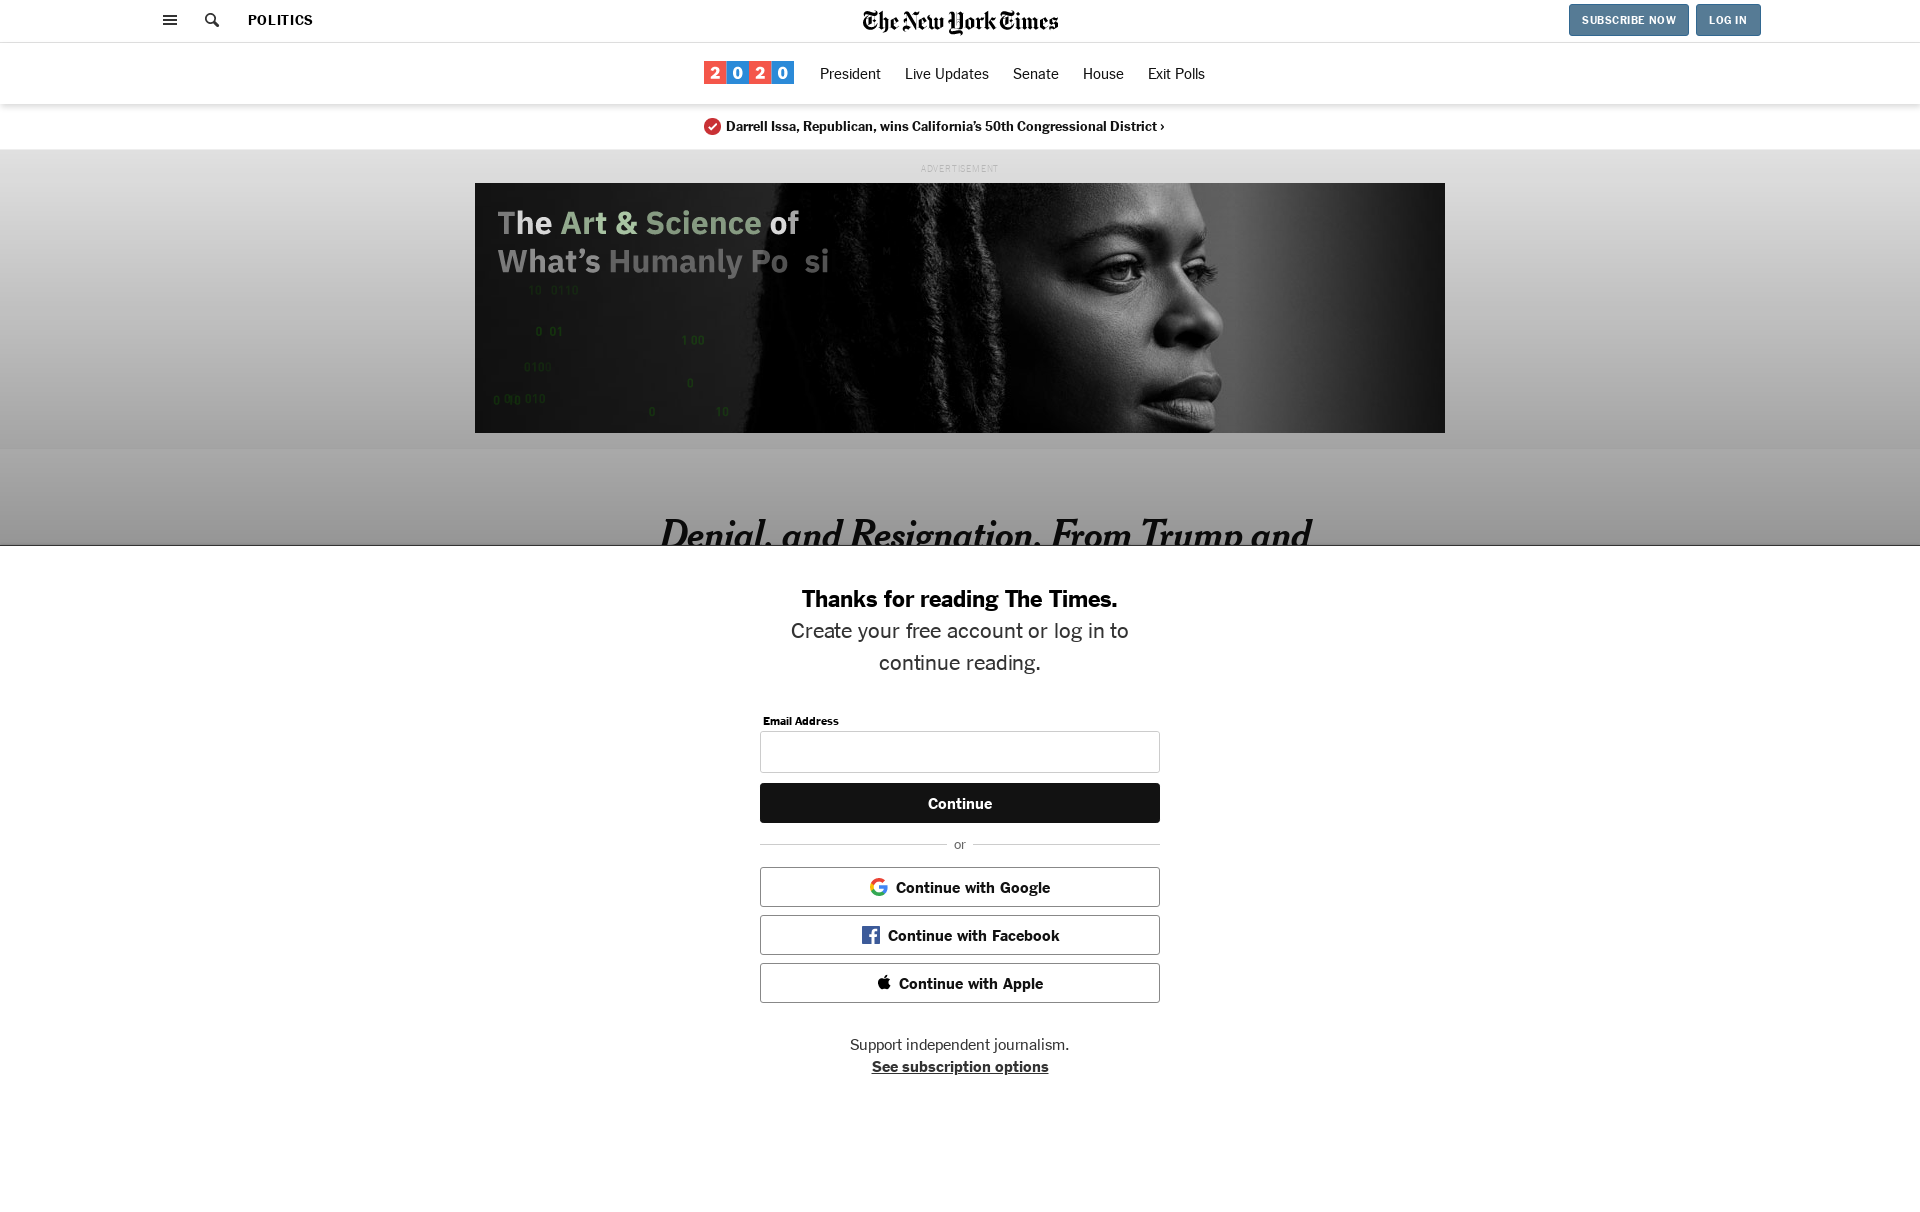 POLITICS
The New York Times
SUBSCRIBE NOW
LOG IN
2020
President
Live Updates
Senate
House
Exit Polls
Darrell Issa, Republican, wins California’s 50th Congressional District ›
ADVERTISEMENT
The Art & Science of
What’s Humanly Po si
10 0110
0 01
1 00
0100
0
0 010
0
10
Denial, and Resignation, From Trump and
Thanks for reading The Times.
Create your free account or log in to
continue reading.
Email Address
Continue
or
Continue with Google
Continue with Facebook
Continue with Apple
Support independent journalism.
See subscription options